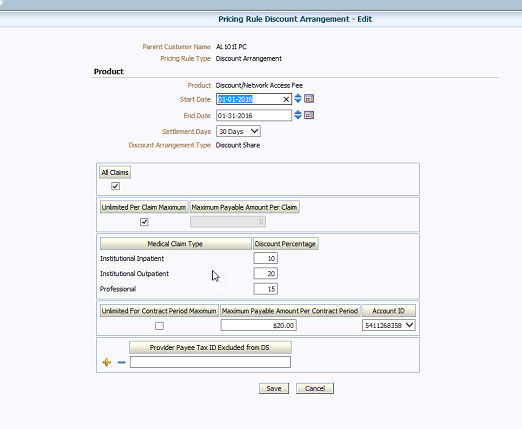 Pricing Rule Discount Arrangement - Edit
Parent Customer Name AL101I PC
Pricing Rule Type Discount Arrangement
Product
Product Discount/Network Access Fee
Start Date 01-01-2016
End Date 01-31-2016
Settlement Days 30 Days
Discount Arrangement Type Discount Share
All Claims
Unlimited Per Claim Maximum Maximum Payable Amount Per Claim
0
Medical Claim Type Discount Percentage
Institutional Inpatient 10
Institutional Outpatient 20
Professional 15
Unlimited For Contract Period Maximum Maximum Payable Amount Per Contract Period Account ID
$20.00 5411268358
Provider Payee Tax ID Excluded from DS
Save Cancel